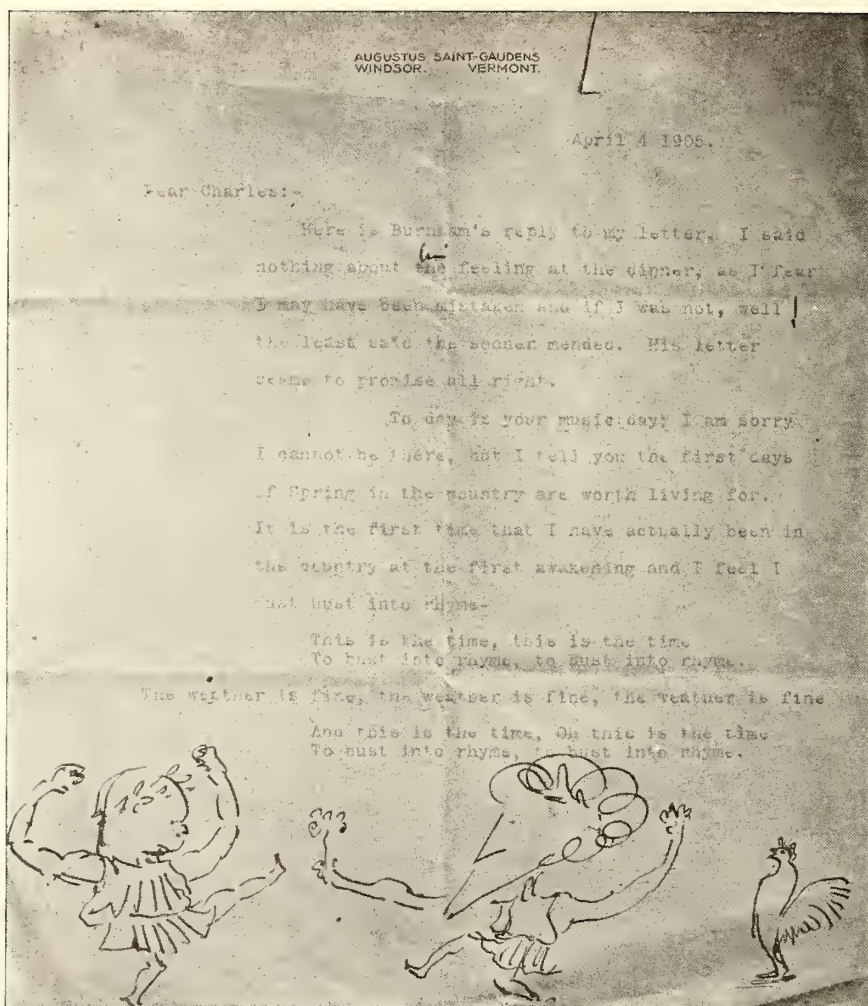 AUGUSTUS SAINT-GAUDENS
WINDSOR. VERMONT.
April 4 1905.
Dear Charles:-
Here is Burnham's reply to my letter. I said
nothing about the feeling at the dinner, as I fear
I may have been mistaken and if I was not, well!
the least said the sooner mended. His letter
seems to promise all right.
To day is your music day; I am sorry
I cannot be there, but I tell you the first days
of Spring in the country are worth living for.
It is the first time that I have actually been in
the country at the first awakening and I feel I
must bust into rhyme-
This is the time, this is the time
To bust into rhyme, to bust into rhyme.
The weather is fine, the weather is fine, the weather is fine
And this is the time, Oh this is the time
To bust into rhyme, to bust into rhyme.